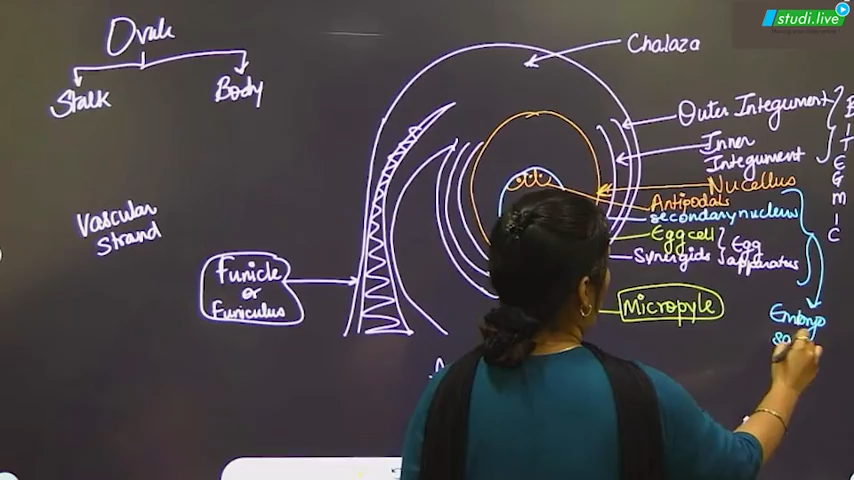 studi.live
Ovule
Stalk
Body
Chalaza
Outer Integument
Inner
Integument
Nucellus
Antipodals
secondary nucleus
Egg cell
Synergids
Egg
apparatus
Micropyle
B
I
T
E
G
M
I
C
Vascular
Strand
Funicle
or
Funiculus
Embryo